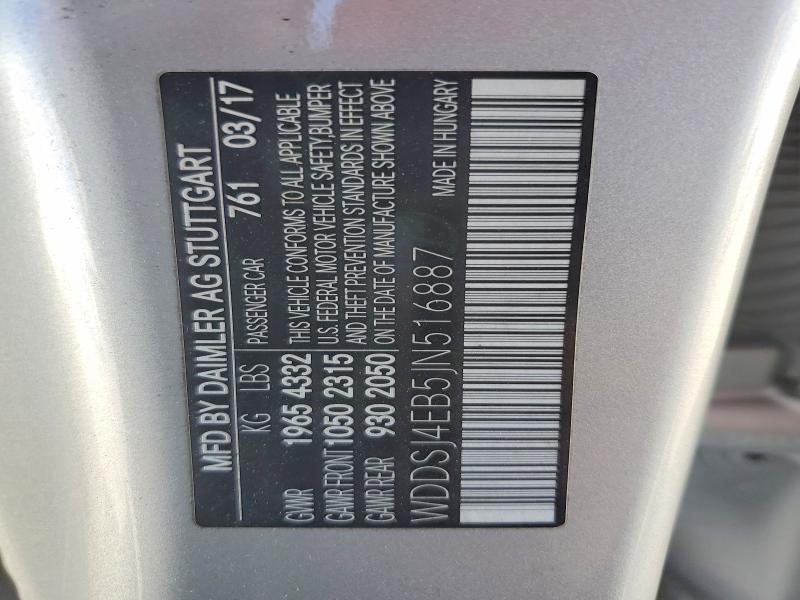 MFD BY DAIMLER AG STUTTGART
761 03/17
KG LBS
PASSENGER CAR
GVWR 1965 4332
THIS VEHICLE CONFORMS TO ALL APPLICABLE
GAWR FRONT 1050 2315
U.S. FEDERAL MOTOR VEHICLE SAFETY,BUMPER
AND THEFT PREVENTION STANDARDS IN EFFECT
GAWR REAR 930 2050
ON THE DATE OF MANUFACTURE SHOWN ABOVE
WDDSJ4EB5JN516887
MADE IN HUNGARY